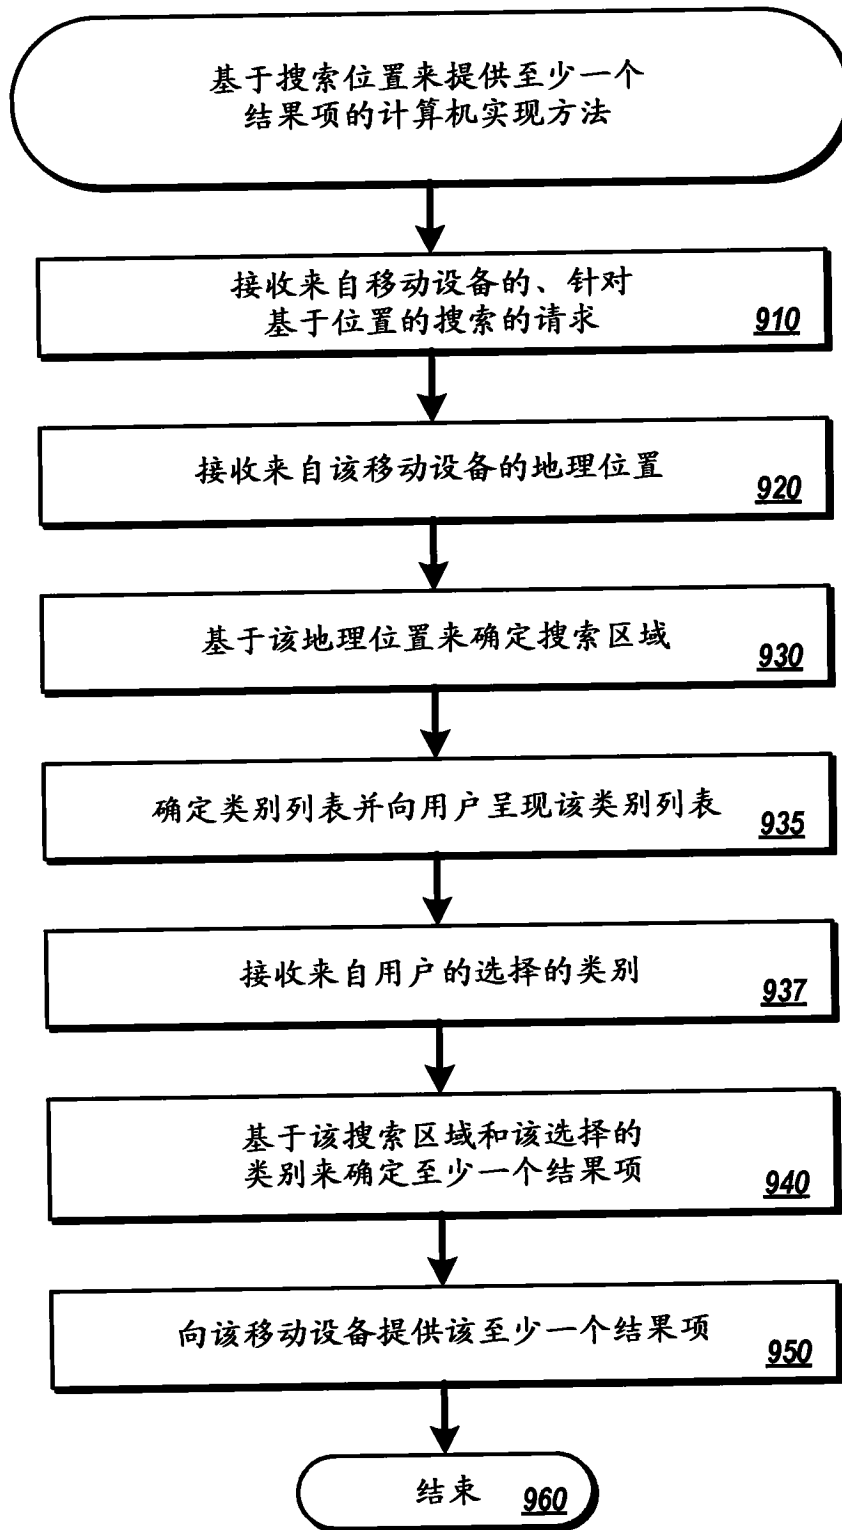 基于搜索位置来提供至少一个
结果项的计算机实现方法
接收来自移动设备的、针对
基于位置的搜索的请求
910
接收来自该移动设备的地理位置
920
基于该地理位置来确定搜索区域
930
确定类别列表并向用户呈现该类别列表
935
接收来自用户的选择的类别
937
基于该搜索区域和该选择的
类别来确定至少一个结果项
940
向该移动设备提供该至少一个结果项
950
结束
960